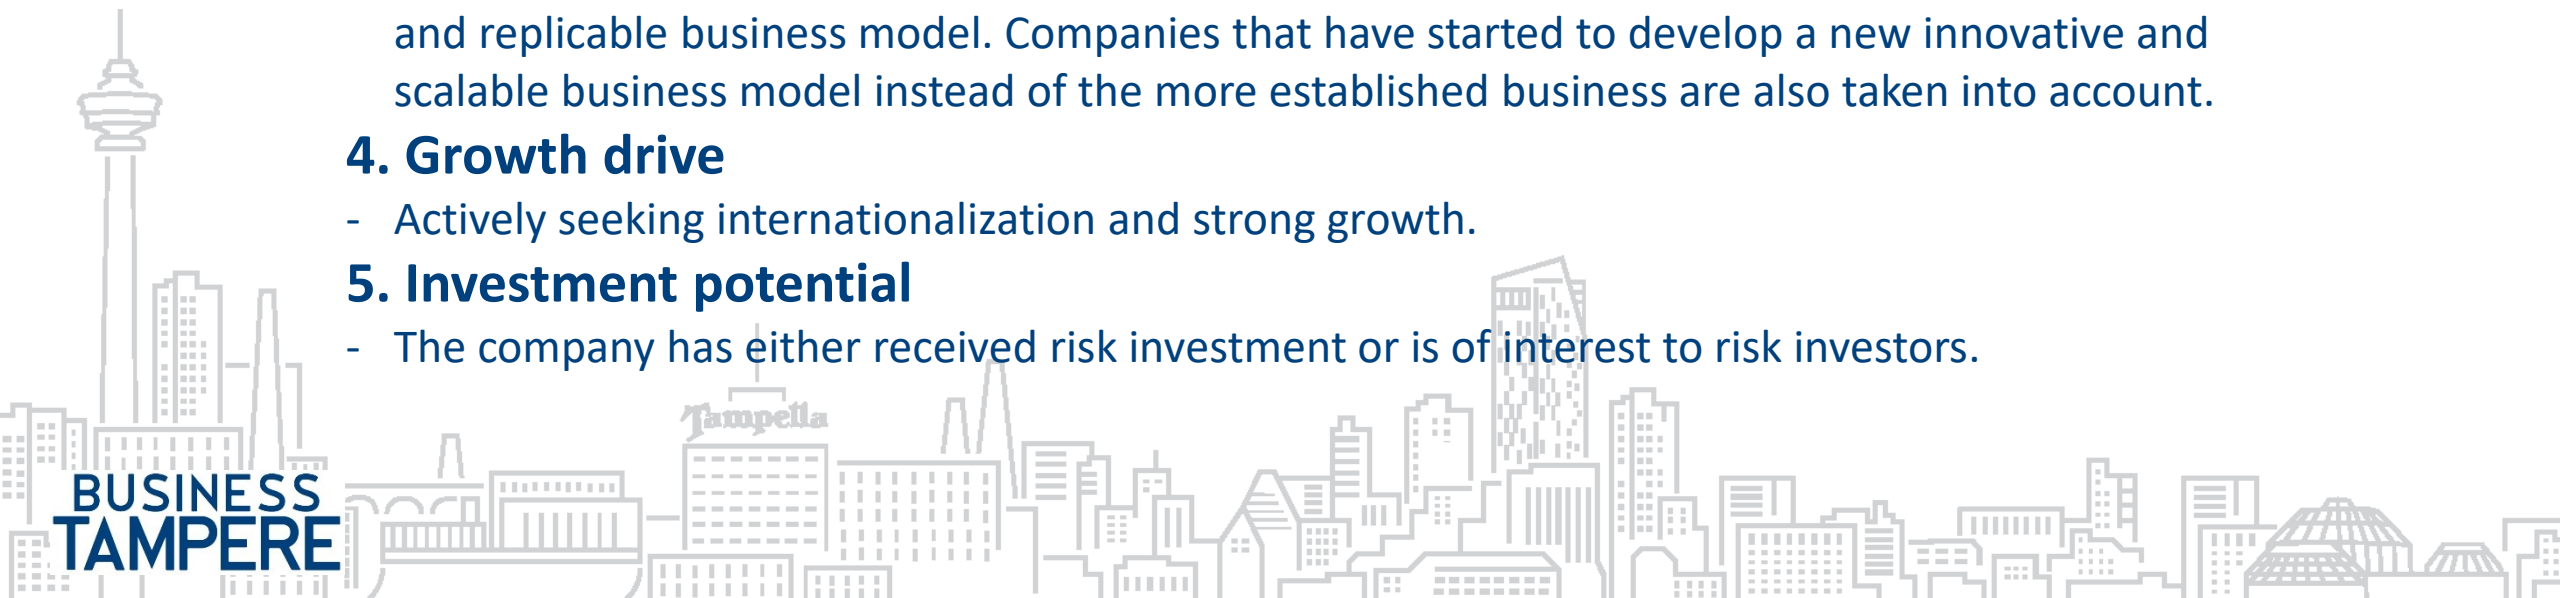 and replicable business model. Companies that have started to develop a new innovative and
scalable business model instead of the more established business are also taken into account.
4. Growth drive
- Actively seeking internationalization and strong growth.
5. Investment potential
- The company has either received risk investment or is of interest to risk investors.
Tampella
BUSINESS
TAMPERE